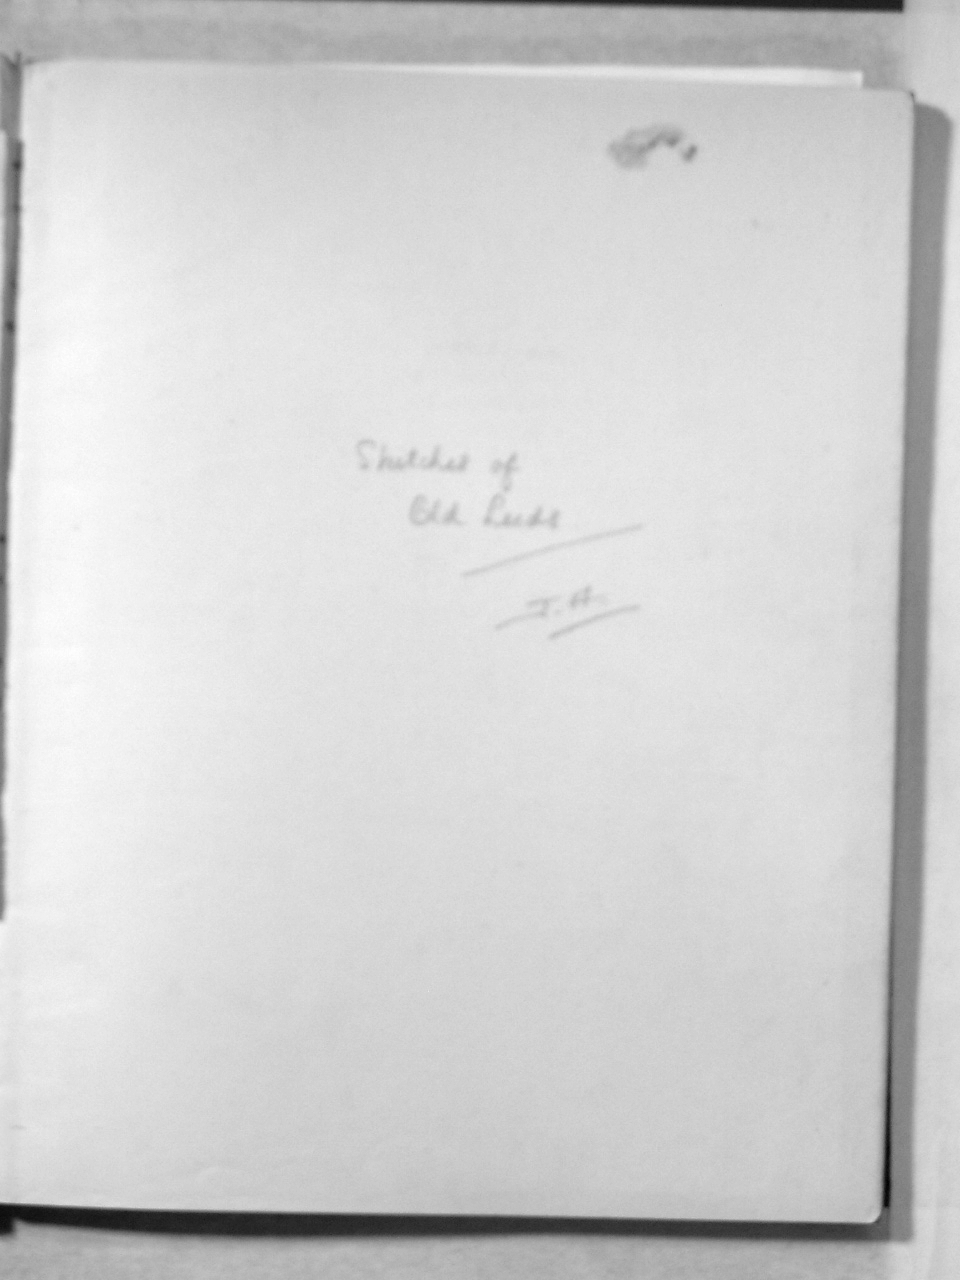 Sketches of
Old Leeds
I. H.